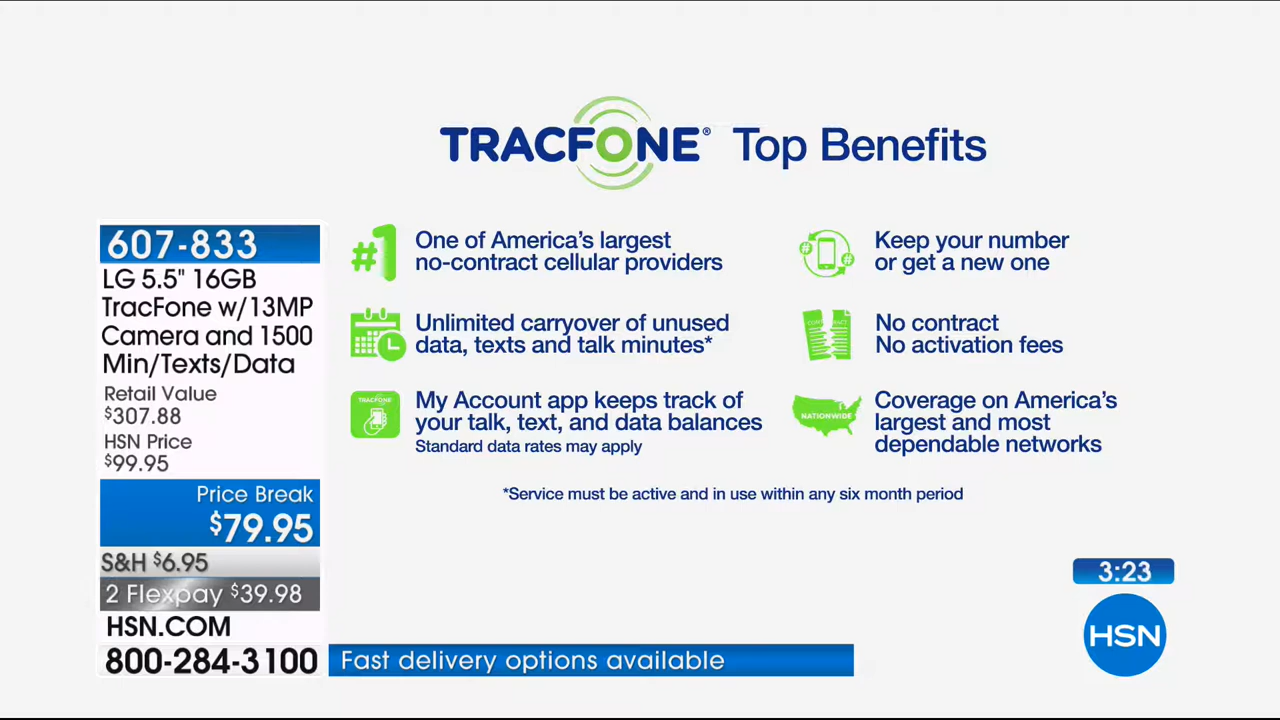 TRACFONE® Top Benefits
607-833
LG 5.5" 16GB
TracFone w/13MP
Camera and 1500
Min/Texts/Data
Retail Value
$307.88
HSN Price
$99.95
Price Break
$79.95
S&H $6.95
2 Flexpay $39.98
HSN.COM
800-284-3100
#1
One of America's largest
no-contract cellular providers
Unlimited carryover of unused
data, texts and talk minutes*
TRACFONE
My Account app keeps track of
your talk, text, and data balances
Standard data rates may apply
# #
Keep your number
or get a new one
No contract
No activation fees
NATIONWIDE
Coverage on America's
largest and most
dependable networks
*Service must be active and in use within any six month period
3:23
HSN
Fast delivery options available